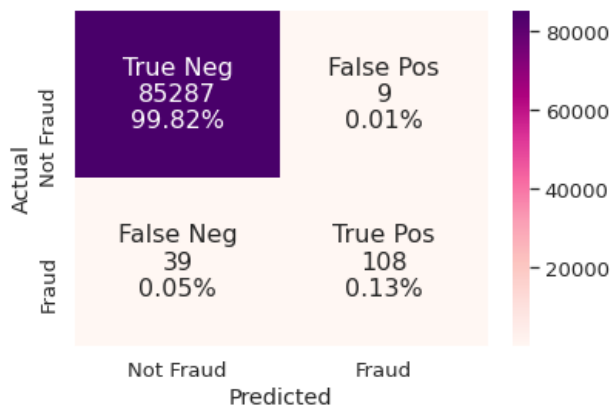 True Neg
85287
99.82%
False Pos
9
0.01%
False Neg
39
0.05%
True Pos
108
0.13%
Actual
Not Fraud
Fraud
Not Fraud
Fraud
Predicted
80000
60000
40000
20000